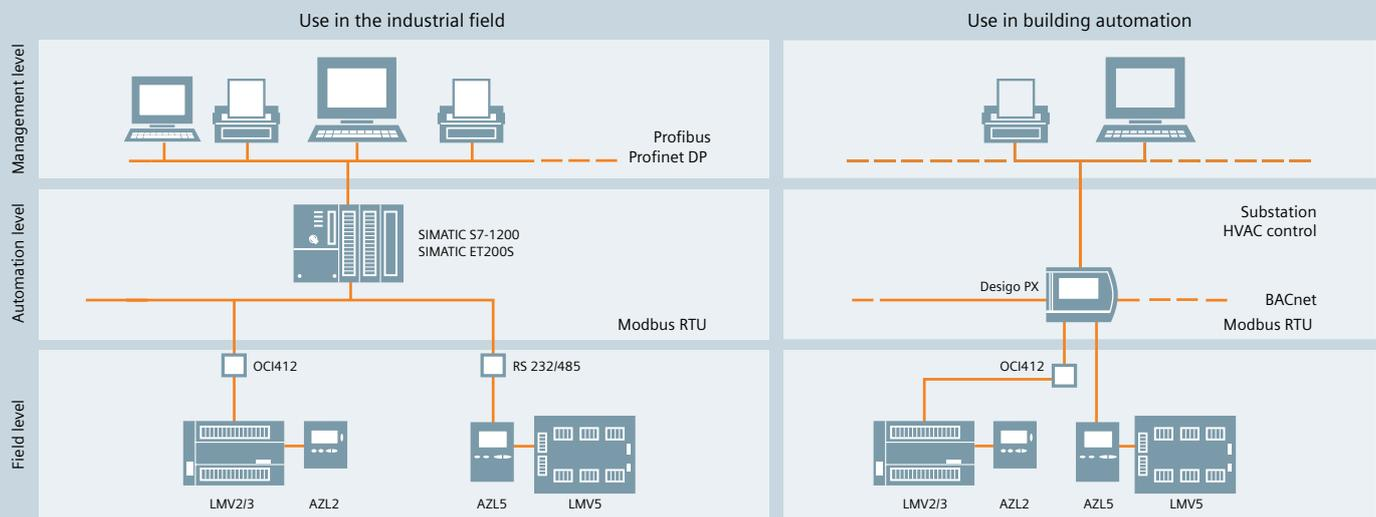 Use in the industrial field
Use in building automation
Management level
Profibus
Profinet DP
Automation level
SIMATIC S7-1200
SIMATIC ET200S
Modbus RTU
Substation
HVAC control
Desigo PX
BACnet
Modbus RTU
Field level
OCI412
RS 232/485
LMV2/3
AZL2
AZL5
LMV5
OCI412
LMV2/3
AZL2
AZL5
LMV5